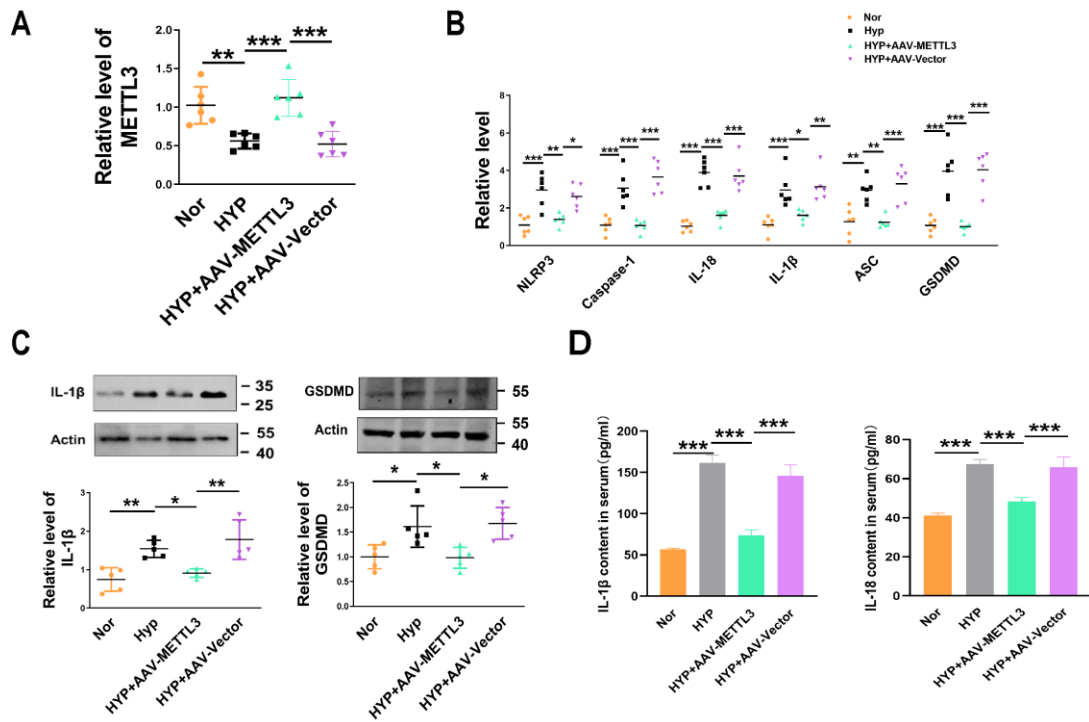 A
Relative level of
METTL3
2.0
1.5
1.0
0.5
0.0
** *** ***
Nor
HYP
HYP+AAV-METTL3
HYP+AAV-Vector
B
Nor
Hyp
HYP+AAV-METTL3
HYP+AAV-Vector
Relative level
8
6
4
2
0
*** ** *
*** *** ***
*** *** ***
*** * **
** ** ***
*** *** ***
NLRP3
Caspase-1
IL-18
IL-1β
ASC
GSDMD
C
IL-1β
35
25
Actin
55
40
Relative level of
IL-1β
3
2
1
0
** * **
Nor
Hyp
HYP+AAV-METTL3
HYP+AAV-Vector
GSDMD
55
Actin
55
40
Relative level of
GSDMD
2.5
2.0
1.5
1.0
0.5
0.0
* * *
Nor
Hyp
HYP+AAV-METTL3
HYP+AAV-Vector
D
IL-1β content in serum(pg/ml)
200
150
100
50
0
*** *** ***
Nor
HYP
HYP+AAV-METTL3
HYP+AAV-Vector
IL-18 content in serum(pg/ml)
80
60
40
20
0
*** *** ***
Nor
HYP
HYP+AAV-METTL3
HYP+AAV-Vector